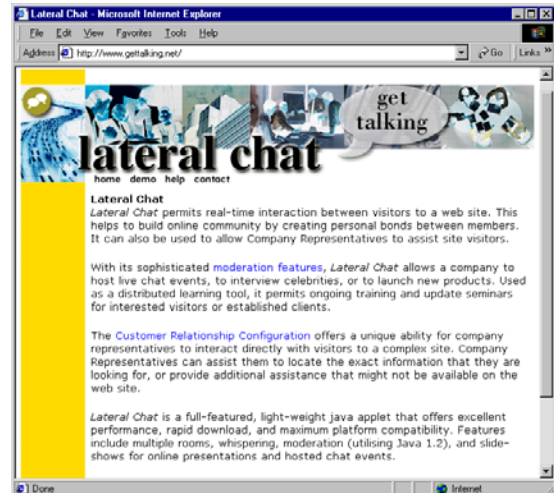 Lateral Chat - Microsoft Internet Explorer
File Edit View Favorites Tools Help
Address http://www.gettalking.net/ Go Links »
get
talking
lateral chat
home demo help contact
Lateral Chat
Lateral Chat permits real-time interaction between visitors to a web site. This
helps to build online community by creating personal bonds between members.
It can also be used to allow Company Representatives to assist site visitors.
With its sophisticated moderation features, Lateral Chat allows a company to
host live chat events, to interview celebrities, or to launch new products. Used
as a distributed learning tool, it permits ongoing training and update seminars
for interested visitors or established clients.
The Customer Relationship Configuration offers a unique ability for company
representatives to interact directly with visitors to a complex site. Company
Representatives can assist them to locate the exact information that they are
looking for, or provide additional assistance that might not be available on the
web site.
Lateral Chat is a full-featured, light-weight java applet that offers excellent
performance, rapid download, and maximum platform compatibility. Features
include multiple rooms, whispering, moderation (utilising Java 1.2), and slide-
shows for online presentations and hosted chat events.
Done Internet